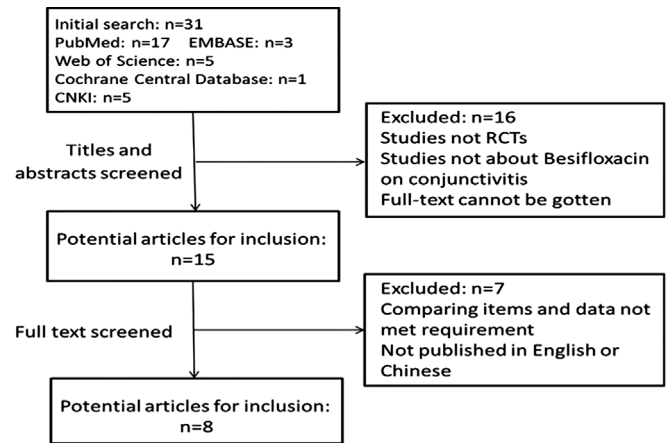 Initial search: n=31
PubMed: n=17 EMBASE: n=3
Web of Science: n=5
Cochrane Central Database: n=1
CNKI: n=5
Titles and
abstracts screened
Excluded: n=16
Studies not RCTs
Studies not about Besifloxacin
on conjunctivitis
Full-text cannot be gotten
Potential articles for inclusion:
n=15
Full text screened
Excluded: n=7
Comparing items and data not
met requirement
Not published in English or
Chinese
Potential articles for inclusion:
n=8